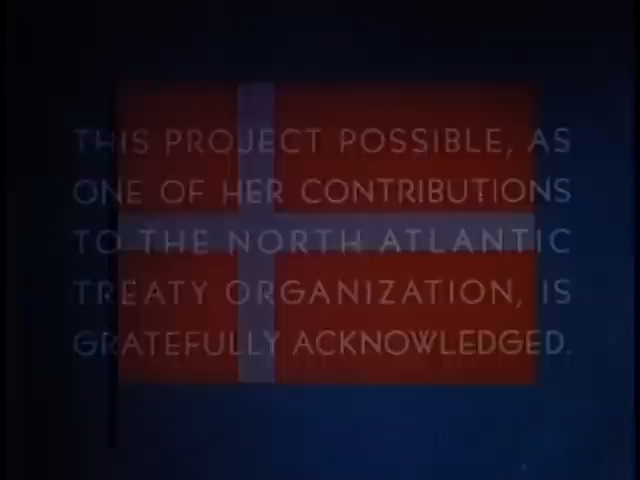 THIS PROJECT POSSIBLE, AS
ONE OF HER CONTRIBUTIONS
TO THE NORTH ATLANTIC
TREATY ORGANIZATION, IS
GRATEFULLY ACKNOWLEDGED.